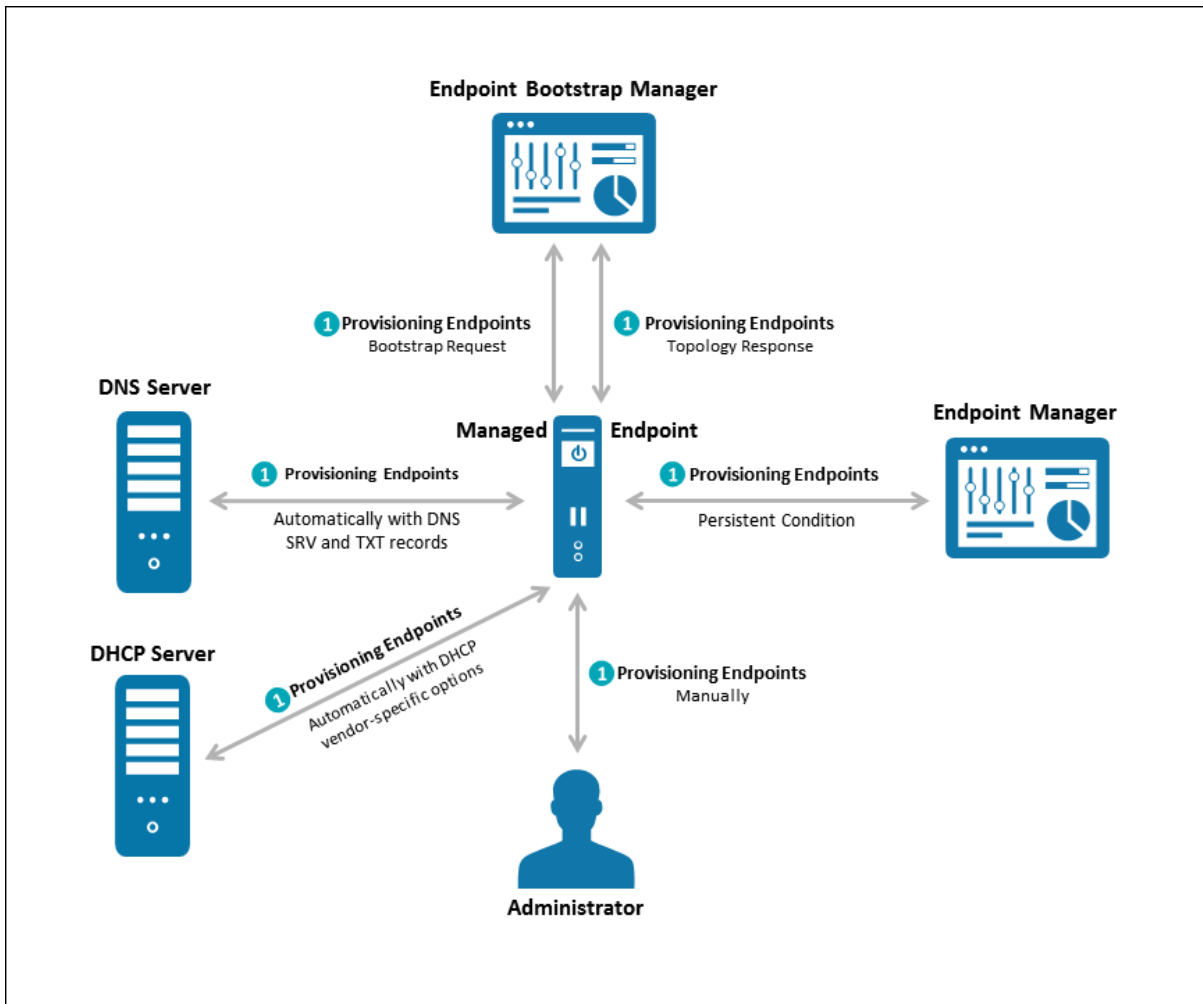 Endpoint Bootstrap Manager
1 Provisioning Endpoints
Bootstrap Request
1 Provisioning Endpoints
Topology Response
DNS Server
Endpoint Manager
Managed Endpoint
1 Provisioning Endpoints
Automatically with DNS
SRV and TXT records
1 Provisioning Endpoints
Persistent Condition
DHCP Server
1 Provisioning Endpoints
Automatically with DHCP
vendor-specific options
1 Provisioning Endpoints
Manually
Administrator